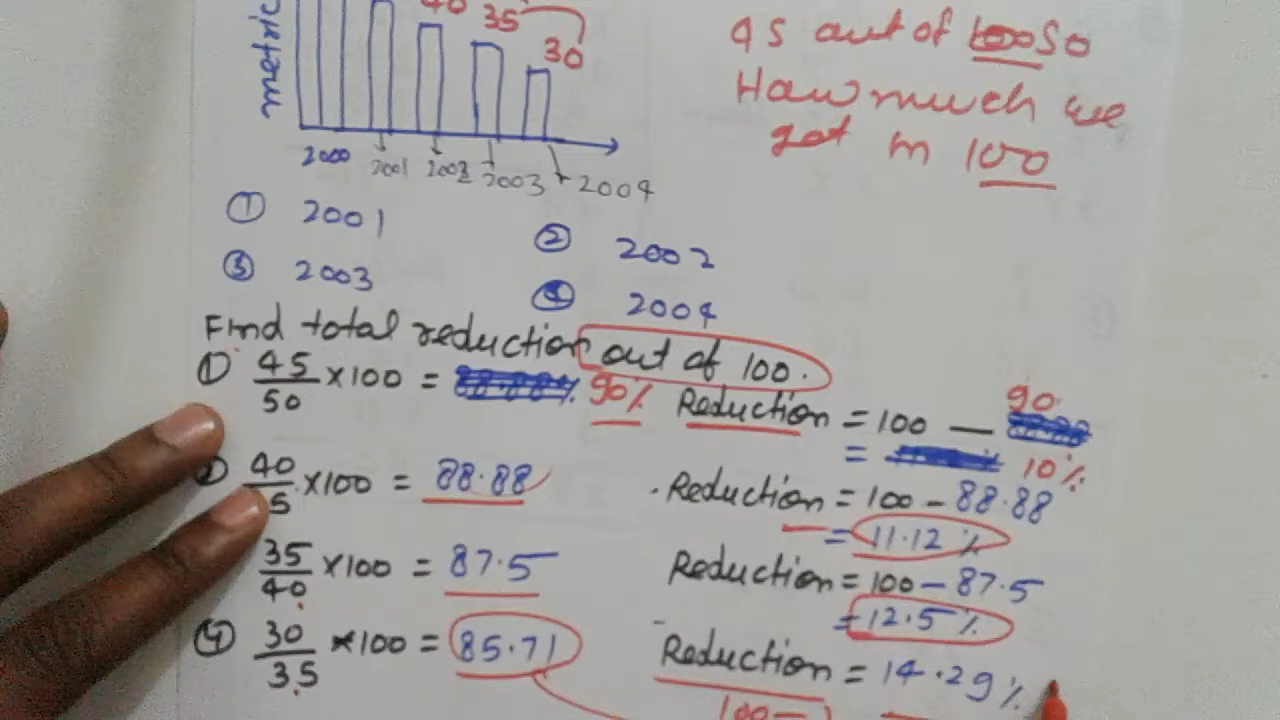 metric
40
35
30
2000
2001
2002
2003
2004
45 out of 50
How much we
got in 100
① 2001
② 2002
③ 2003
④ 2004
Find total reduction out of 100.
① 45/50 × 100 = 90%
Reduction = 100 — 90
= 10%
40/5 × 100 = 88.88
Reduction = 100 - 88.88
= 11.12 %
35/40 × 100 = 87.5
Reduction = 100 - 87.5
= 12.5 %
④ 30/35 × 100 = 85.71
Reduction = 14.29 %
100 -